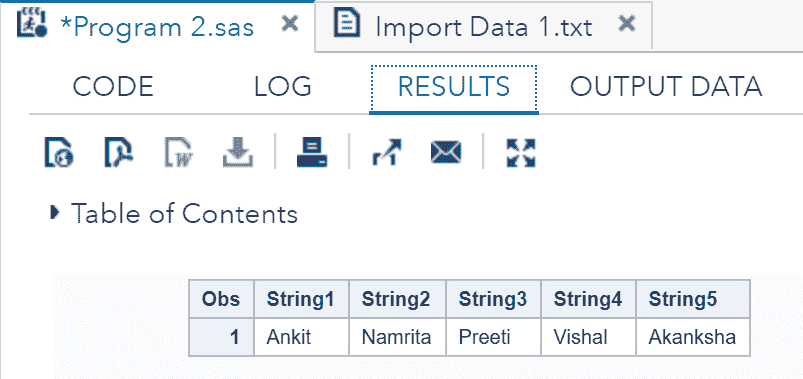 *Program 2.sas × Import Data 1.txt ×
CODE LOG RESULTS OUTPUT DATA
Table of Contents
Obs String1 String2 String3 String4 String5
1 Ankit Namrita Preeti Vishal Akanksha